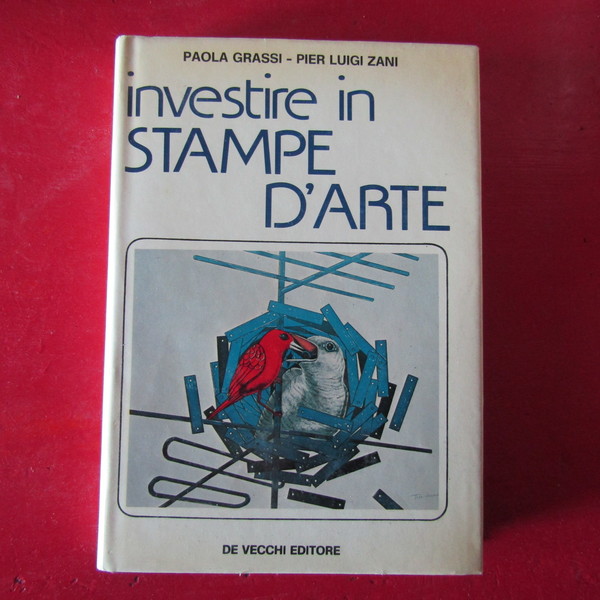 PAOLA GRASSI - PIER LUIGI ZANI
investire in
STAMPE
D'ARTE
DE VECCHI EDITORE